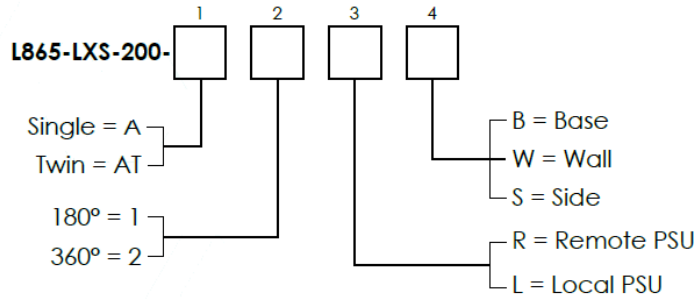 1 2 3 4
L865-LXS-200-
Single = A
Twin = AT
180º = 1
360º = 2
B = Base
W = Wall
S = Side
R = Remote PSU
L = Local PSU